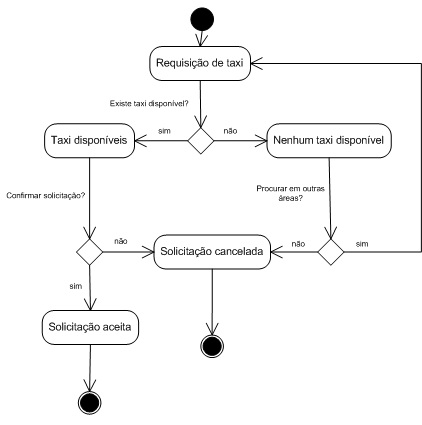 Requisição de taxi
Existe taxi disponível?
sim
não
Taxi disponíveis
Nenhum taxi disponível
Confirmar solicitação?
Procurar em outras
áreas?
não
Solicitação cancelada
não
sim
sim
Solicitação aceita